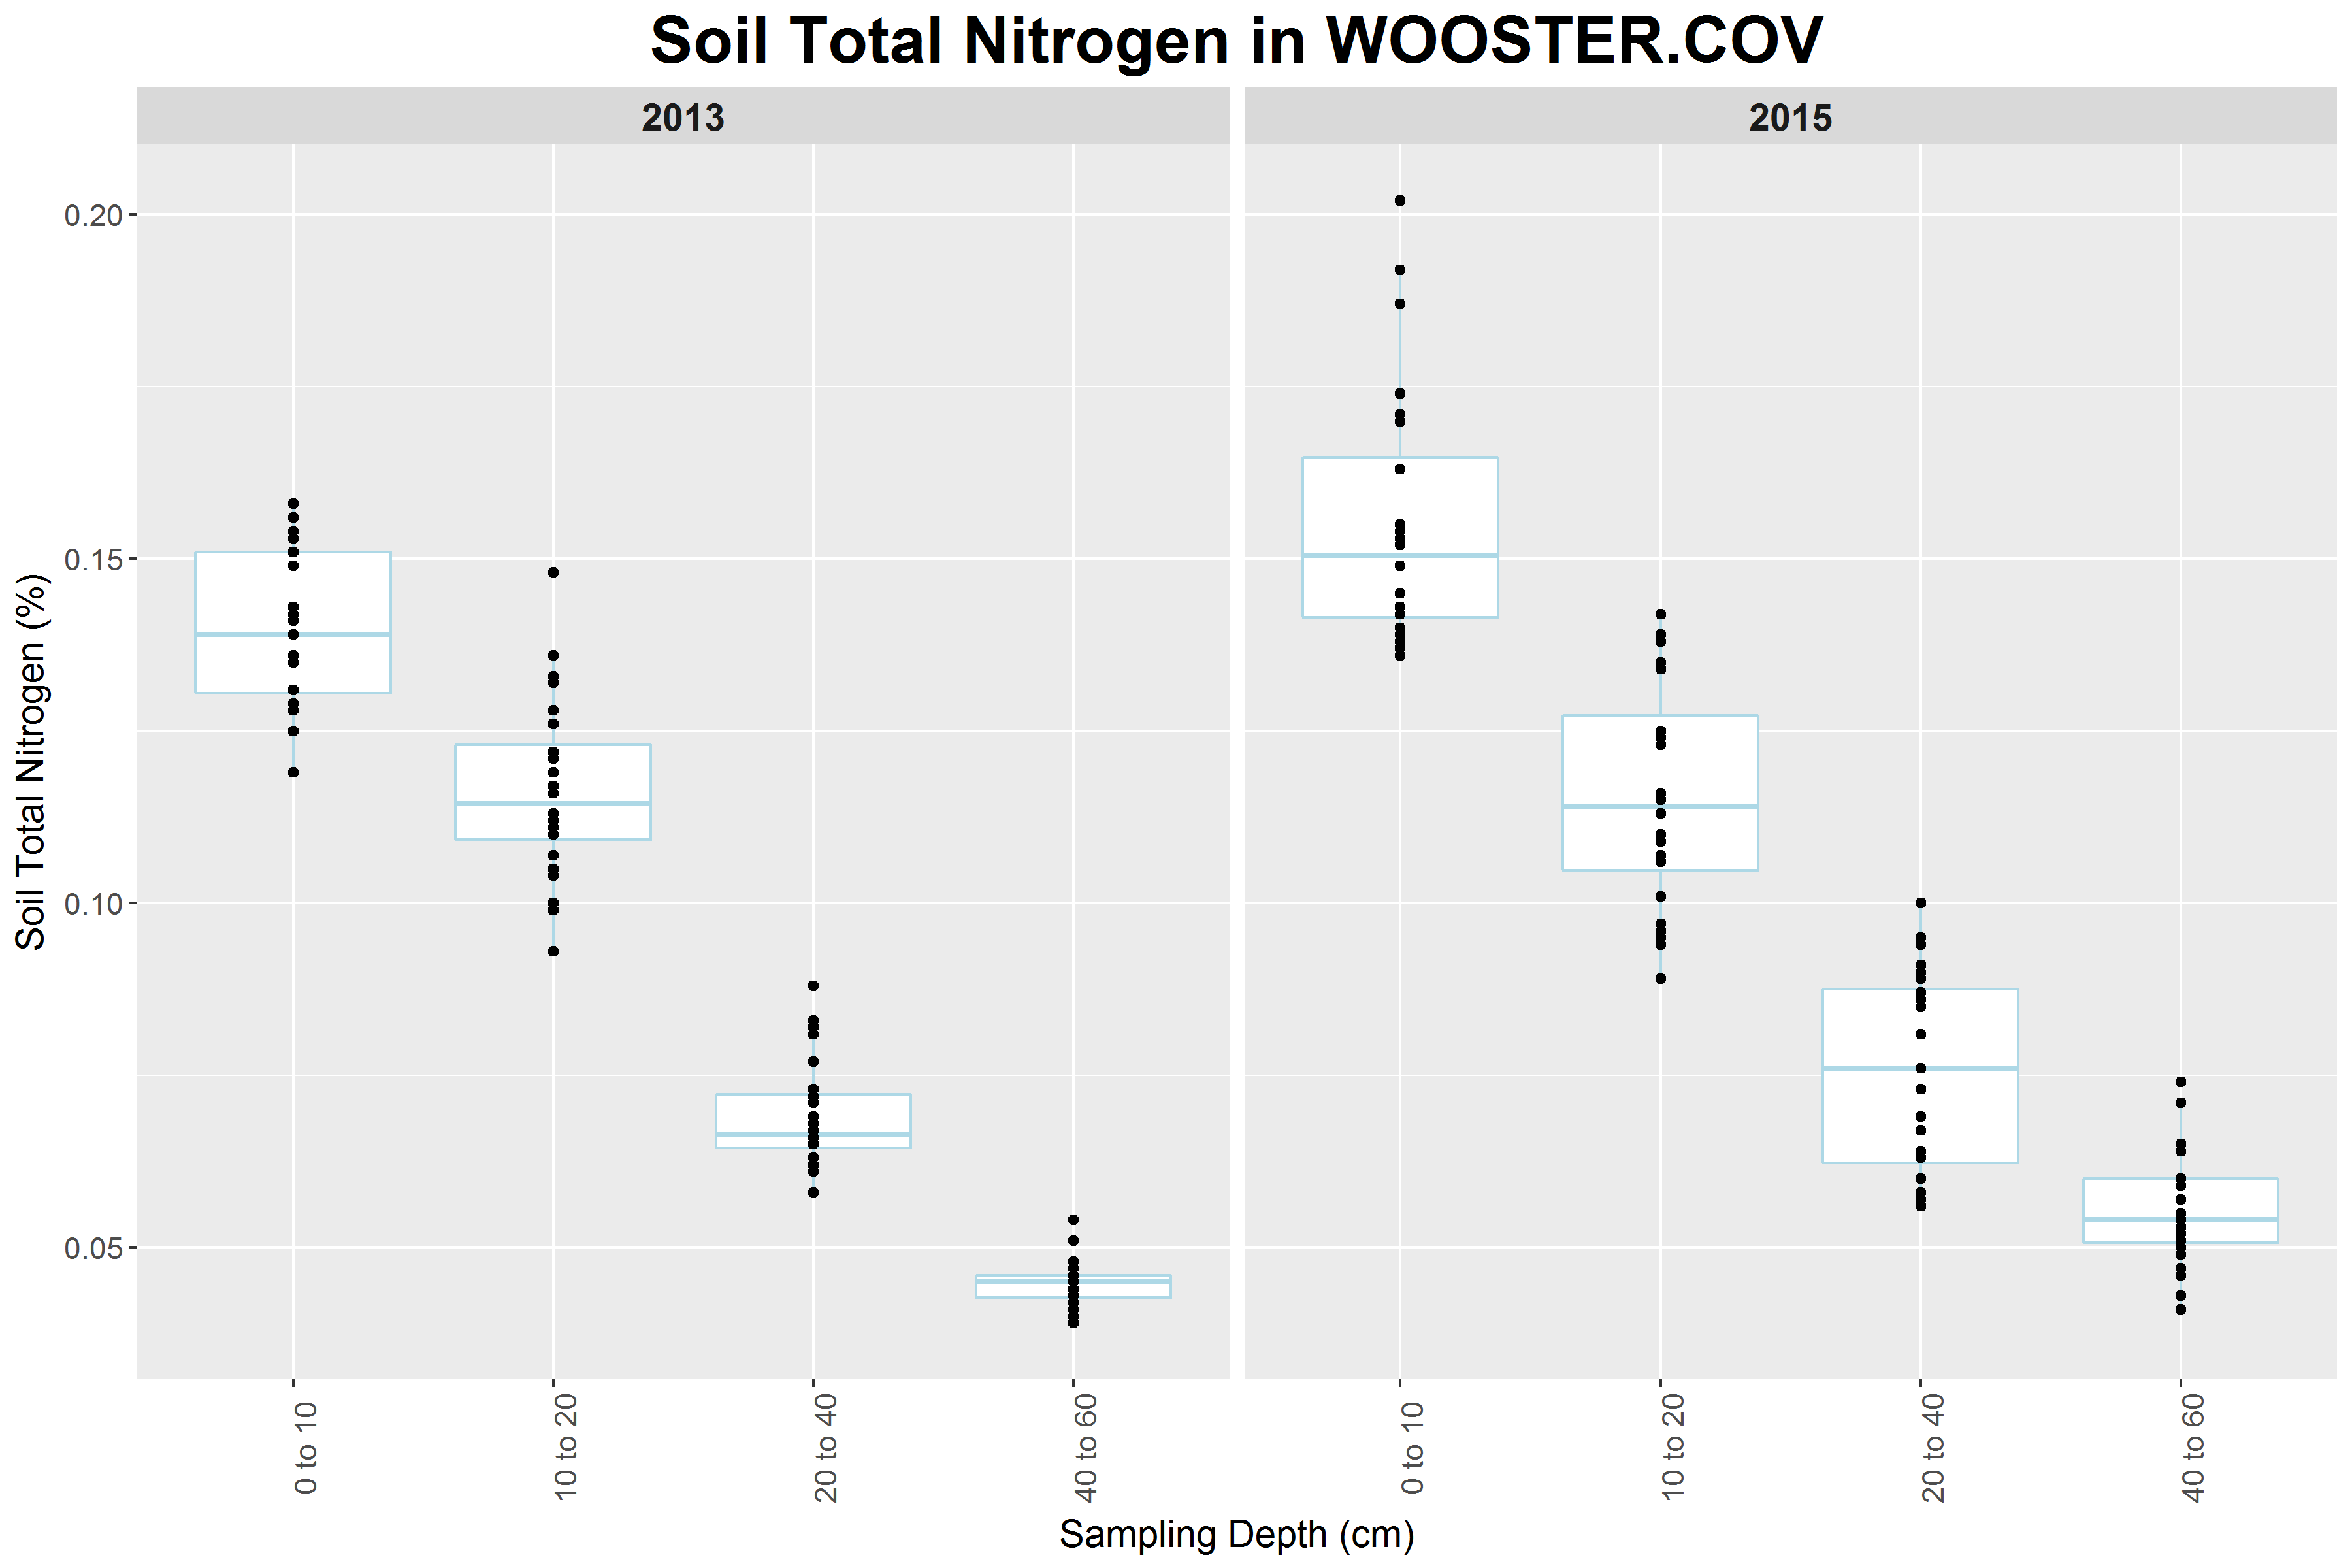 Soil Total Nitrogen in WOOSTER.COV
2013
2015
Soil Total Nitrogen (%)
0.20
0.15
0.10
0.05
0 to 10
10 to 20
20 to 40
40 to 60
0 to 10
10 to 20
20 to 40
40 to 60
Sampling Depth (cm)